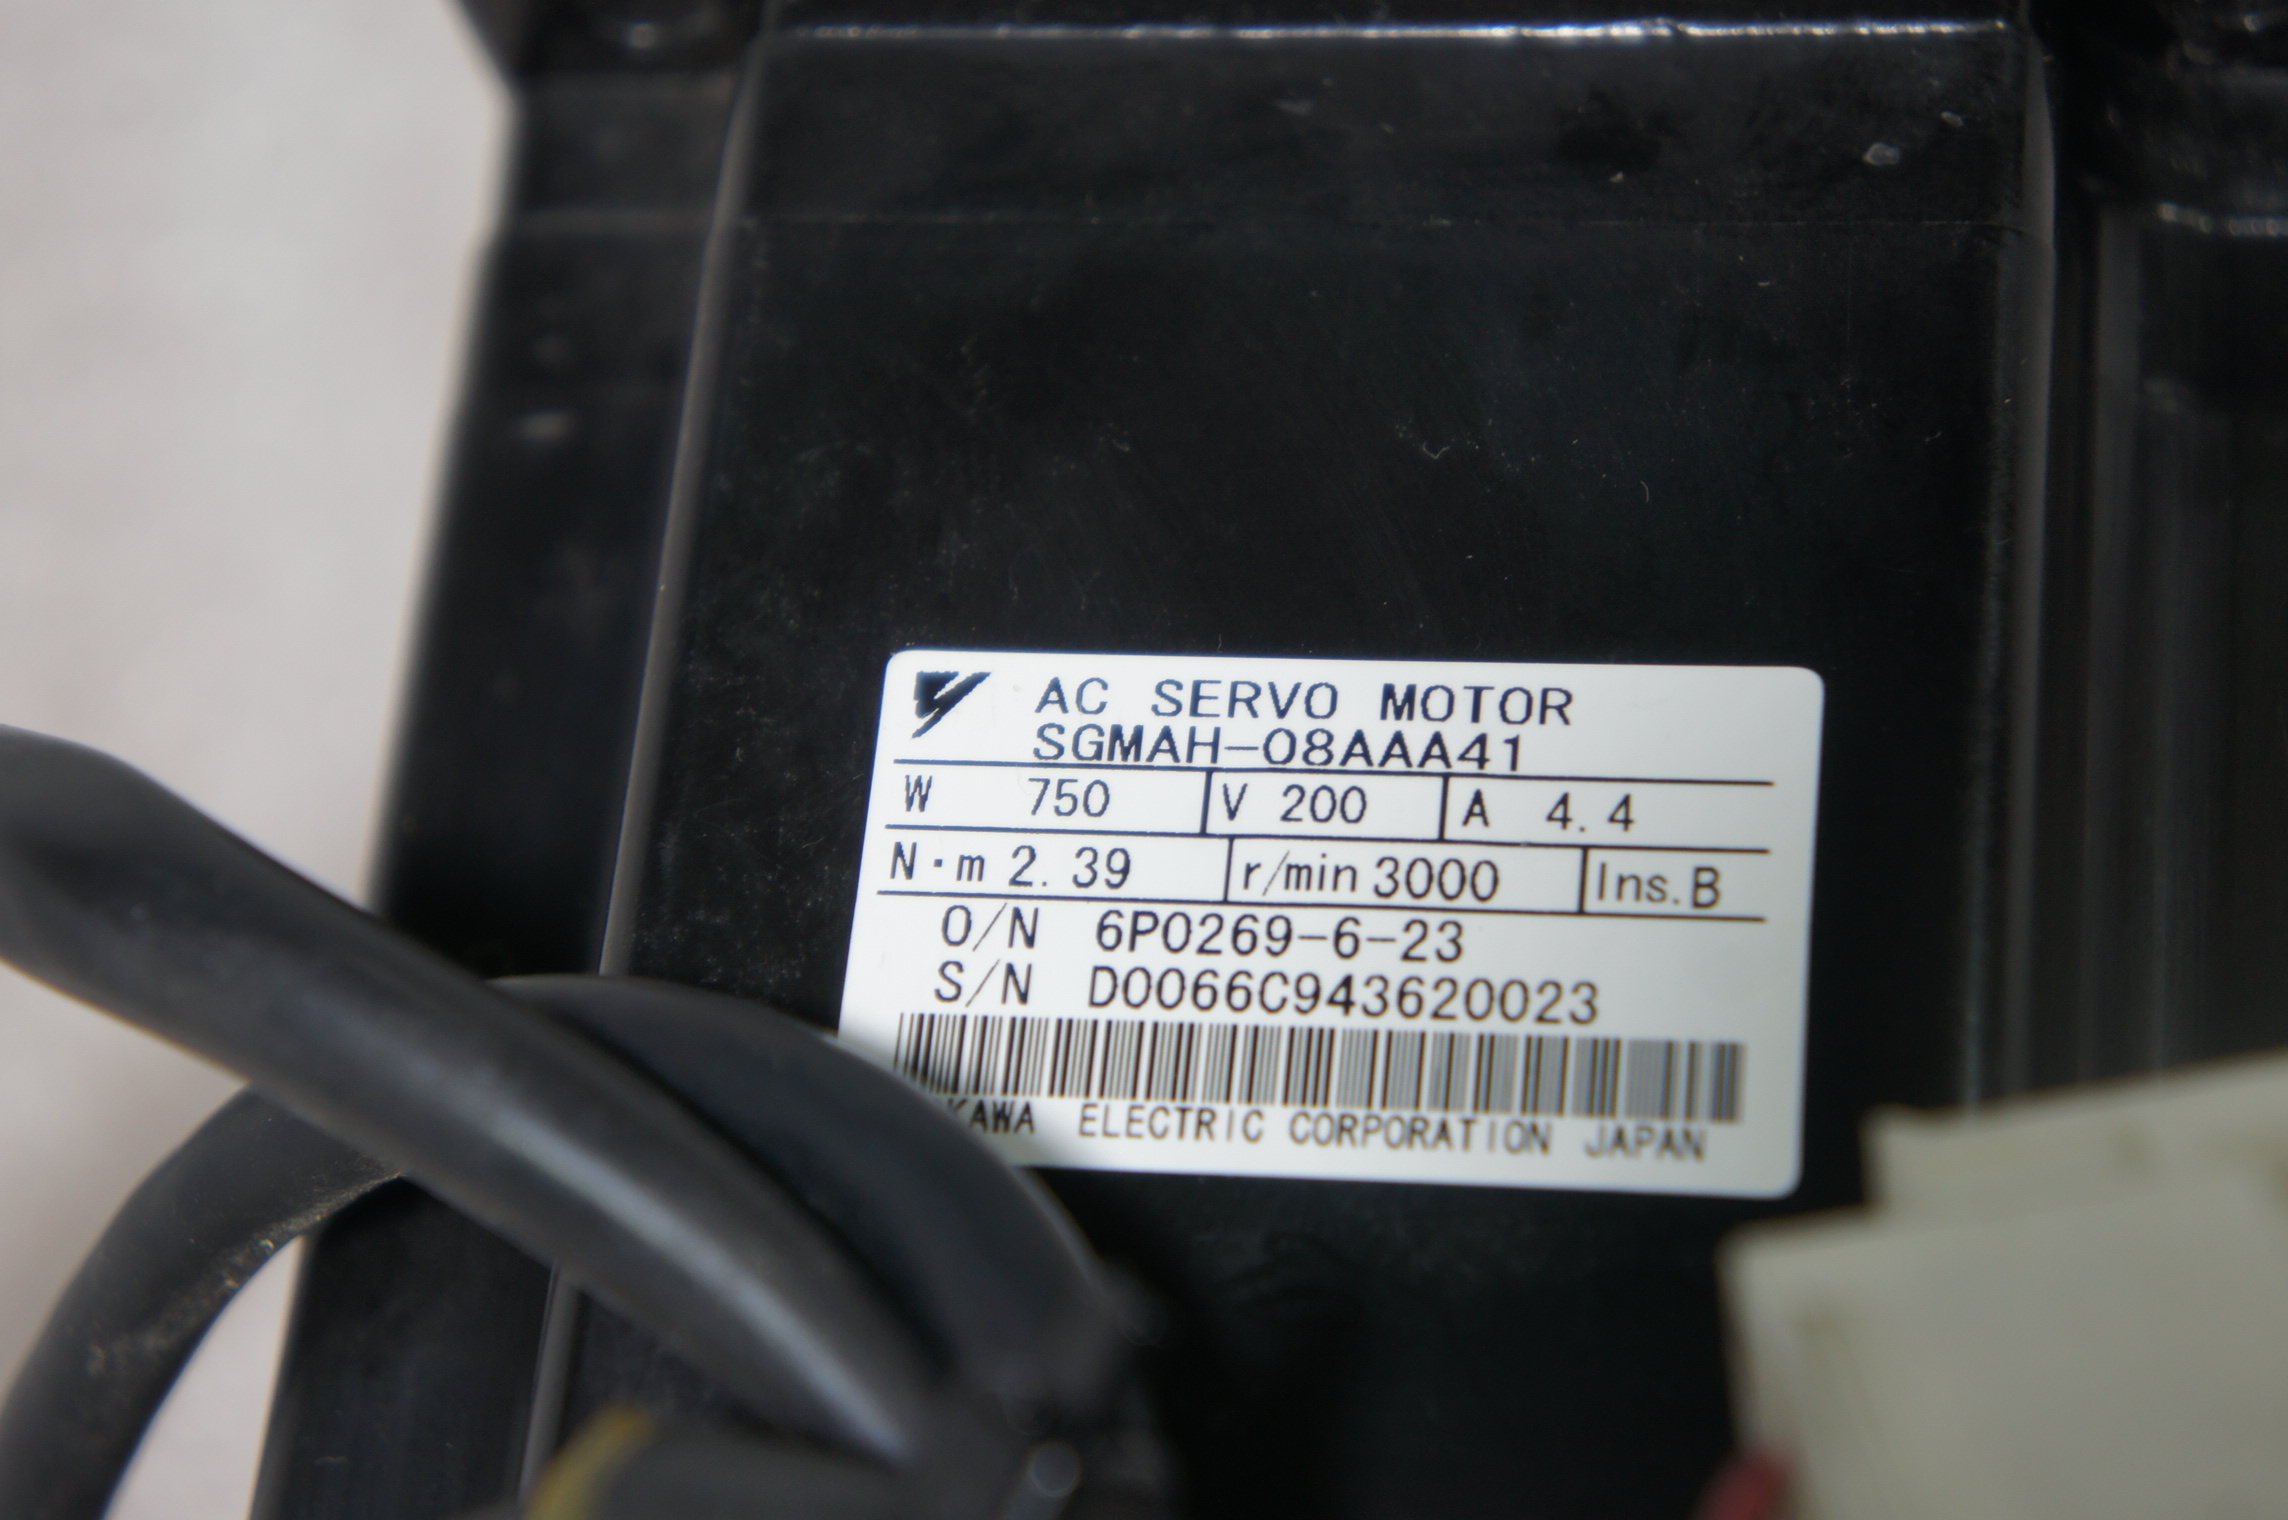 AC SERVO MOTOR
SGMAH-08AAA41
W 750 V 200 A 4.4
N·m 2.39 r/min 3000 Ins.B
O/N 6P0269-6-23
S/N D0066C943620023
ELECTRIC CORPORATION JAPAN